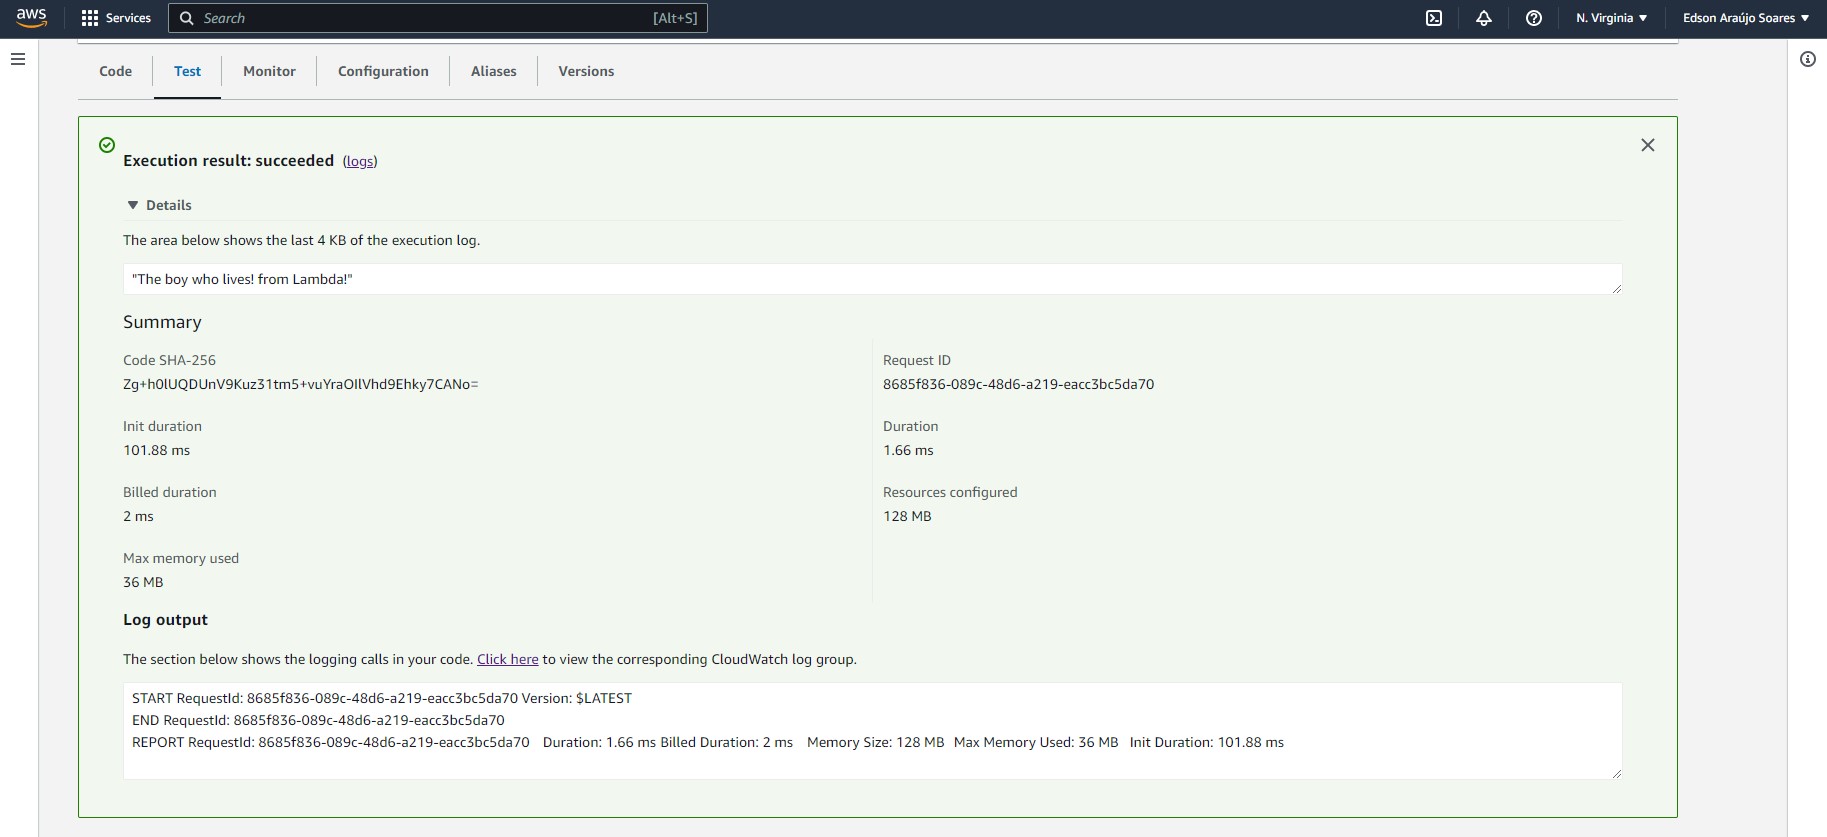 aws Services Search [Alt+S] N. Virginia Edson Araújo Soares
Code Test Monitor Configuration Aliases Versions
Execution result: succeeded (logs)
Details
The area below shows the last 4 KB of the execution log.
"The boy who lives! from Lambda!"
Summary
Code SHA-256
Zg+h0lUQDUnV9Kuz31tm5+vuYraOIlVhd9Ehky7CANo=
Request ID
8685f836-089c-48d6-a219-eacc3bc5da70
Init duration
101.88 ms
Duration
1.66 ms
Billed duration
2 ms
Resources configured
128 MB
Max memory used
36 MB
Log output
The section below shows the logging calls in your code. Click here to view the corresponding CloudWatch log group.
START RequestId: 8685f836-089c-48d6-a219-eacc3bc5da70 Version: $LATEST
END RequestId: 8685f836-089c-48d6-a219-eacc3bc5da70
REPORT RequestId: 8685f836-089c-48d6-a219-eacc3bc5da70 Duration: 1.66 ms Billed Duration: 2 ms Memory Size: 128 MB Max Memory Used: 36 MB Init Duration: 101.88 ms